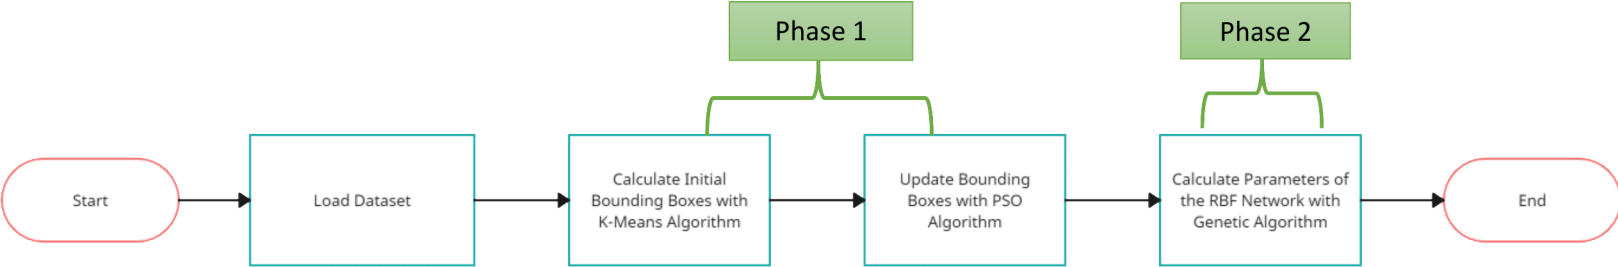 Phase 1
Phase 2
Start
Load Dataset
Calculate Initial
Bounding Boxes with
K-Means Algorithm
Update Bounding
Boxes with PSO
Algorithm
Calculate Parameters of
the RBF Network with
Genetic Algorithm
End